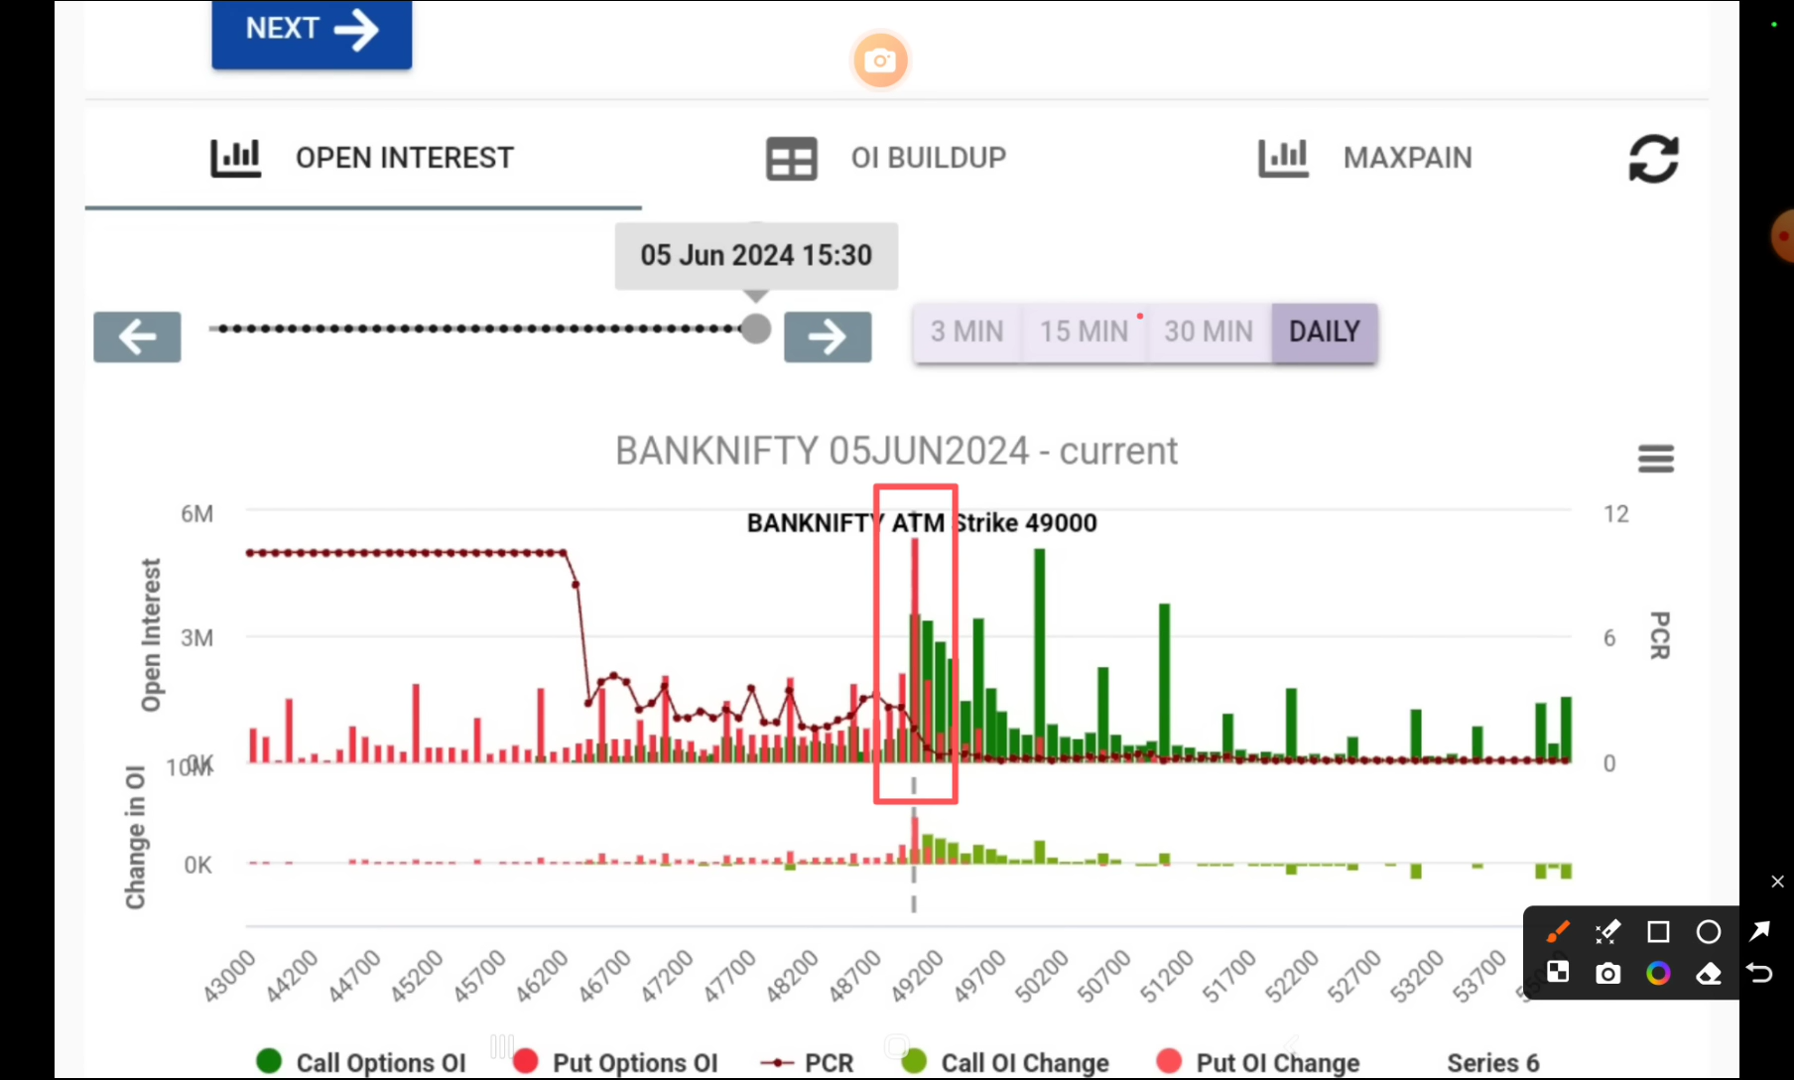 NEXT
OPEN INTEREST
OI BUILDUP
MAXPAIN
05 Jun 2024 15:30
3 MIN
15 MIN
30 MIN
DAILY
BANKNIFTY 05JUN2024 - current
BANKNIFTY ATM Strike 49000
6M
12
Open Interest
3M
6
PCR
0K
10M
0
Change in OI
0K
43000
44200
44700
45200
45700
46200
46700
47200
47700
48200
48700
49200
49700
50200
50700
51200
51700
52200
52700
53200
53700
Call Options OI
Put Options OI
PCR
Call OI Change
Put OI Change
Series 6